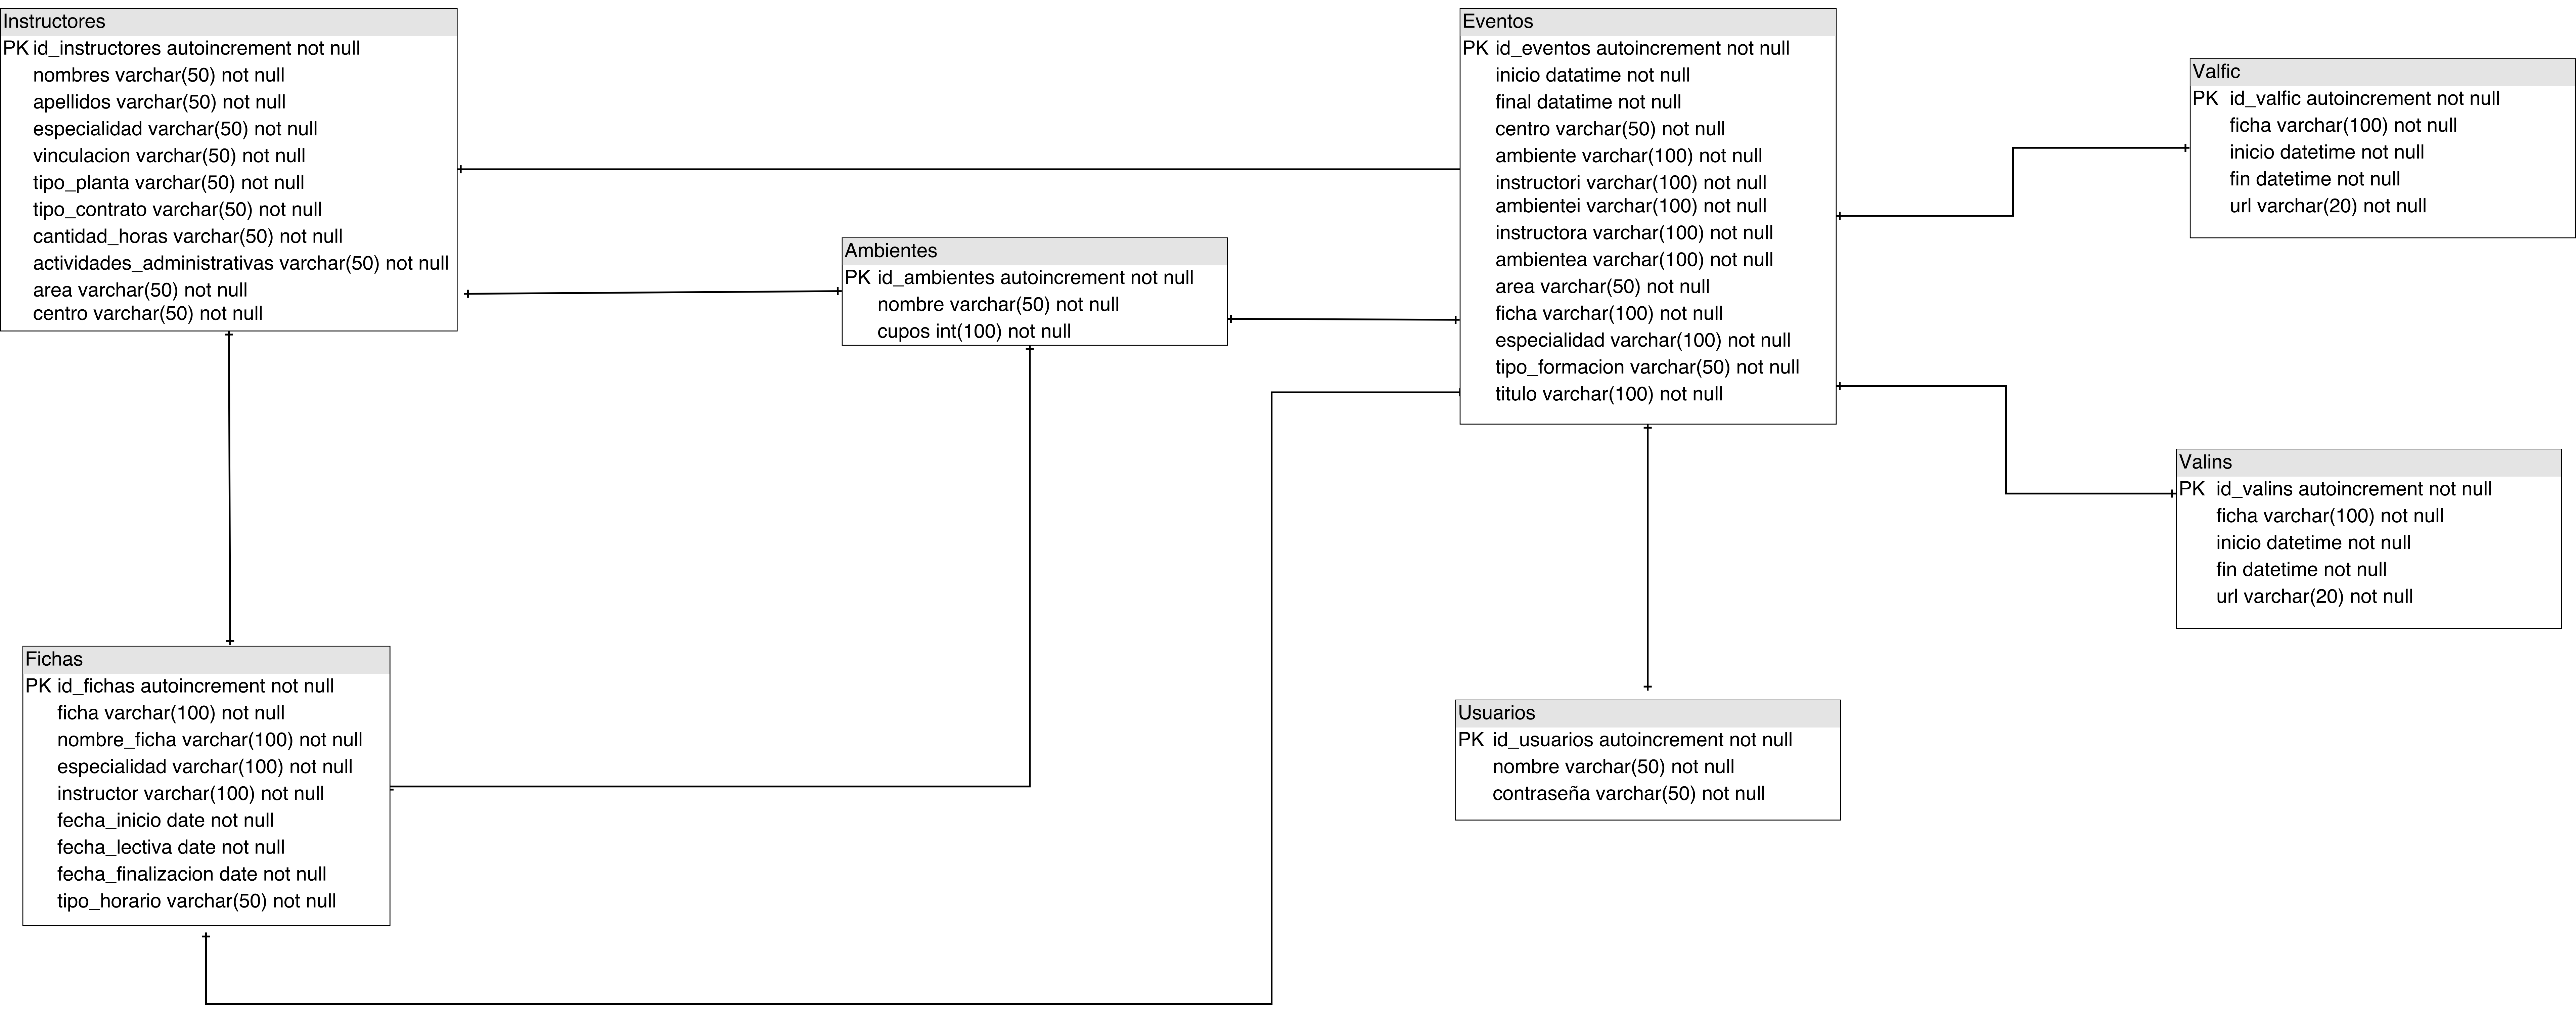 Instructores
PK id_instructores autoincrement not null
nombres varchar(50) not null
apellidos varchar(50) not null
especialidad varchar(50) not null
vinculacion varchar(50) not null
tipo_planta varchar(50) not null
tipo_contrato varchar(50) not null
cantidad_horas varchar(50) not null
actividades_administrativas varchar(50) not null
area varchar(50) not null
centro varchar(50) not null
Ambientes
PK id_ambientes autoincrement not null
nombre varchar(50) not null
cupos int(100) not null
Eventos
PK id_eventos autoincrement not null
inicio datatime not null
final datatime not null
centro varchar(50) not null
ambiente varchar(100) not null
instructori varchar(100) not null
ambientei varchar(100) not null
instructora varchar(100) not null
ambientea varchar(100) not null
area varchar(50) not null
ficha varchar(100) not null
especialidad varchar(100) not null
tipo_formacion varchar(50) not null
titulo varchar(100) not null
Valfic
PK id_valfic autoincrement not null
ficha varchar(100) not null
inicio datetime not null
fin datetime not null
url varchar(20) not null
Valins
PK id_valins autoincrement not null
ficha varchar(100) not null
inicio datetime not null
fin datetime not null
url varchar(20) not null
Fichas
PK id_fichas autoincrement not null
ficha varchar(100) not null
nombre_ficha varchar(100) not null
especialidad varchar(100) not null
instructor varchar(100) not null
fecha_inicio date not null
fecha_lectiva date not null
fecha_finalizacion date not null
tipo_horario varchar(50) not null
Usuarios
PK id_usuarios autoincrement not null
nombre varchar(50) not null
contraseña varchar(50) not null